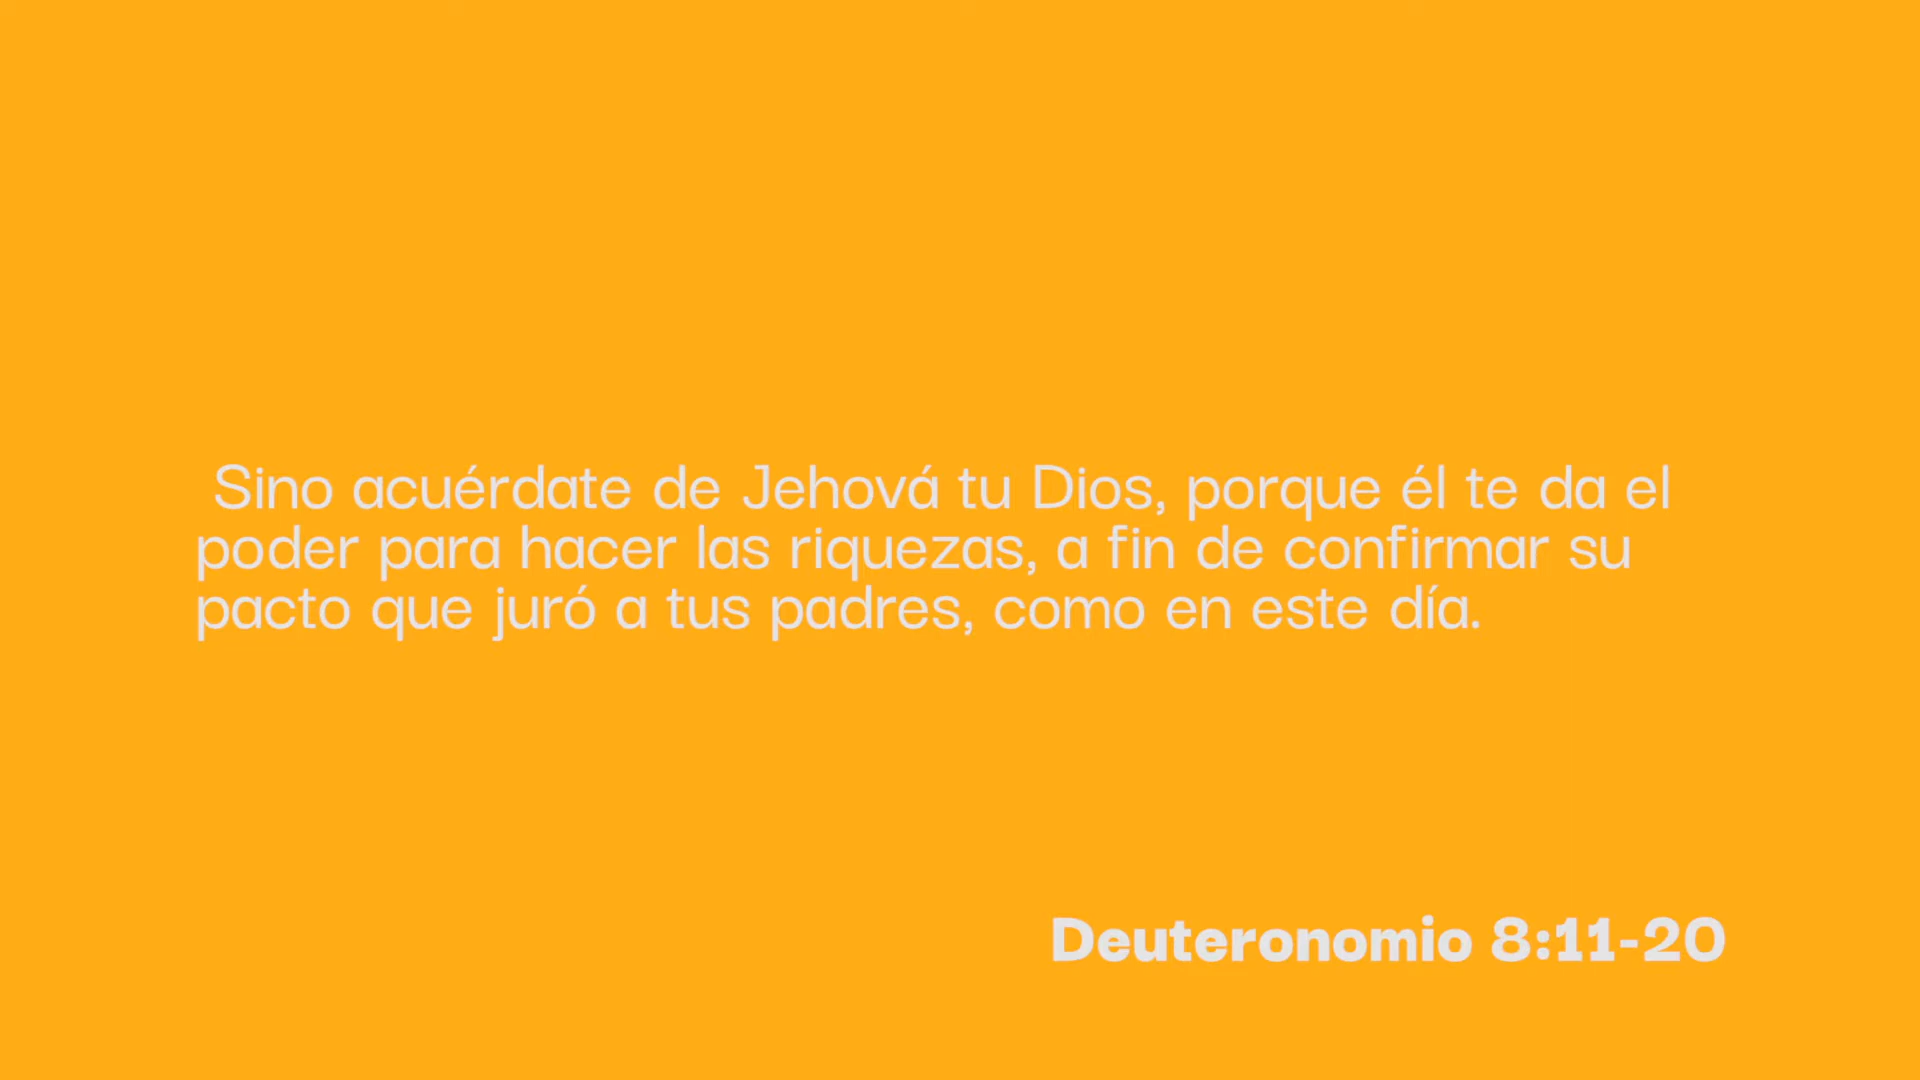 Sino acuérdate de Jehová tu Dios, porque él te da el
poder para hacer las riquezas, a fin de confirmar su
pacto que juró a tus padres, como en este día.
Deuteronomio 8:11-20